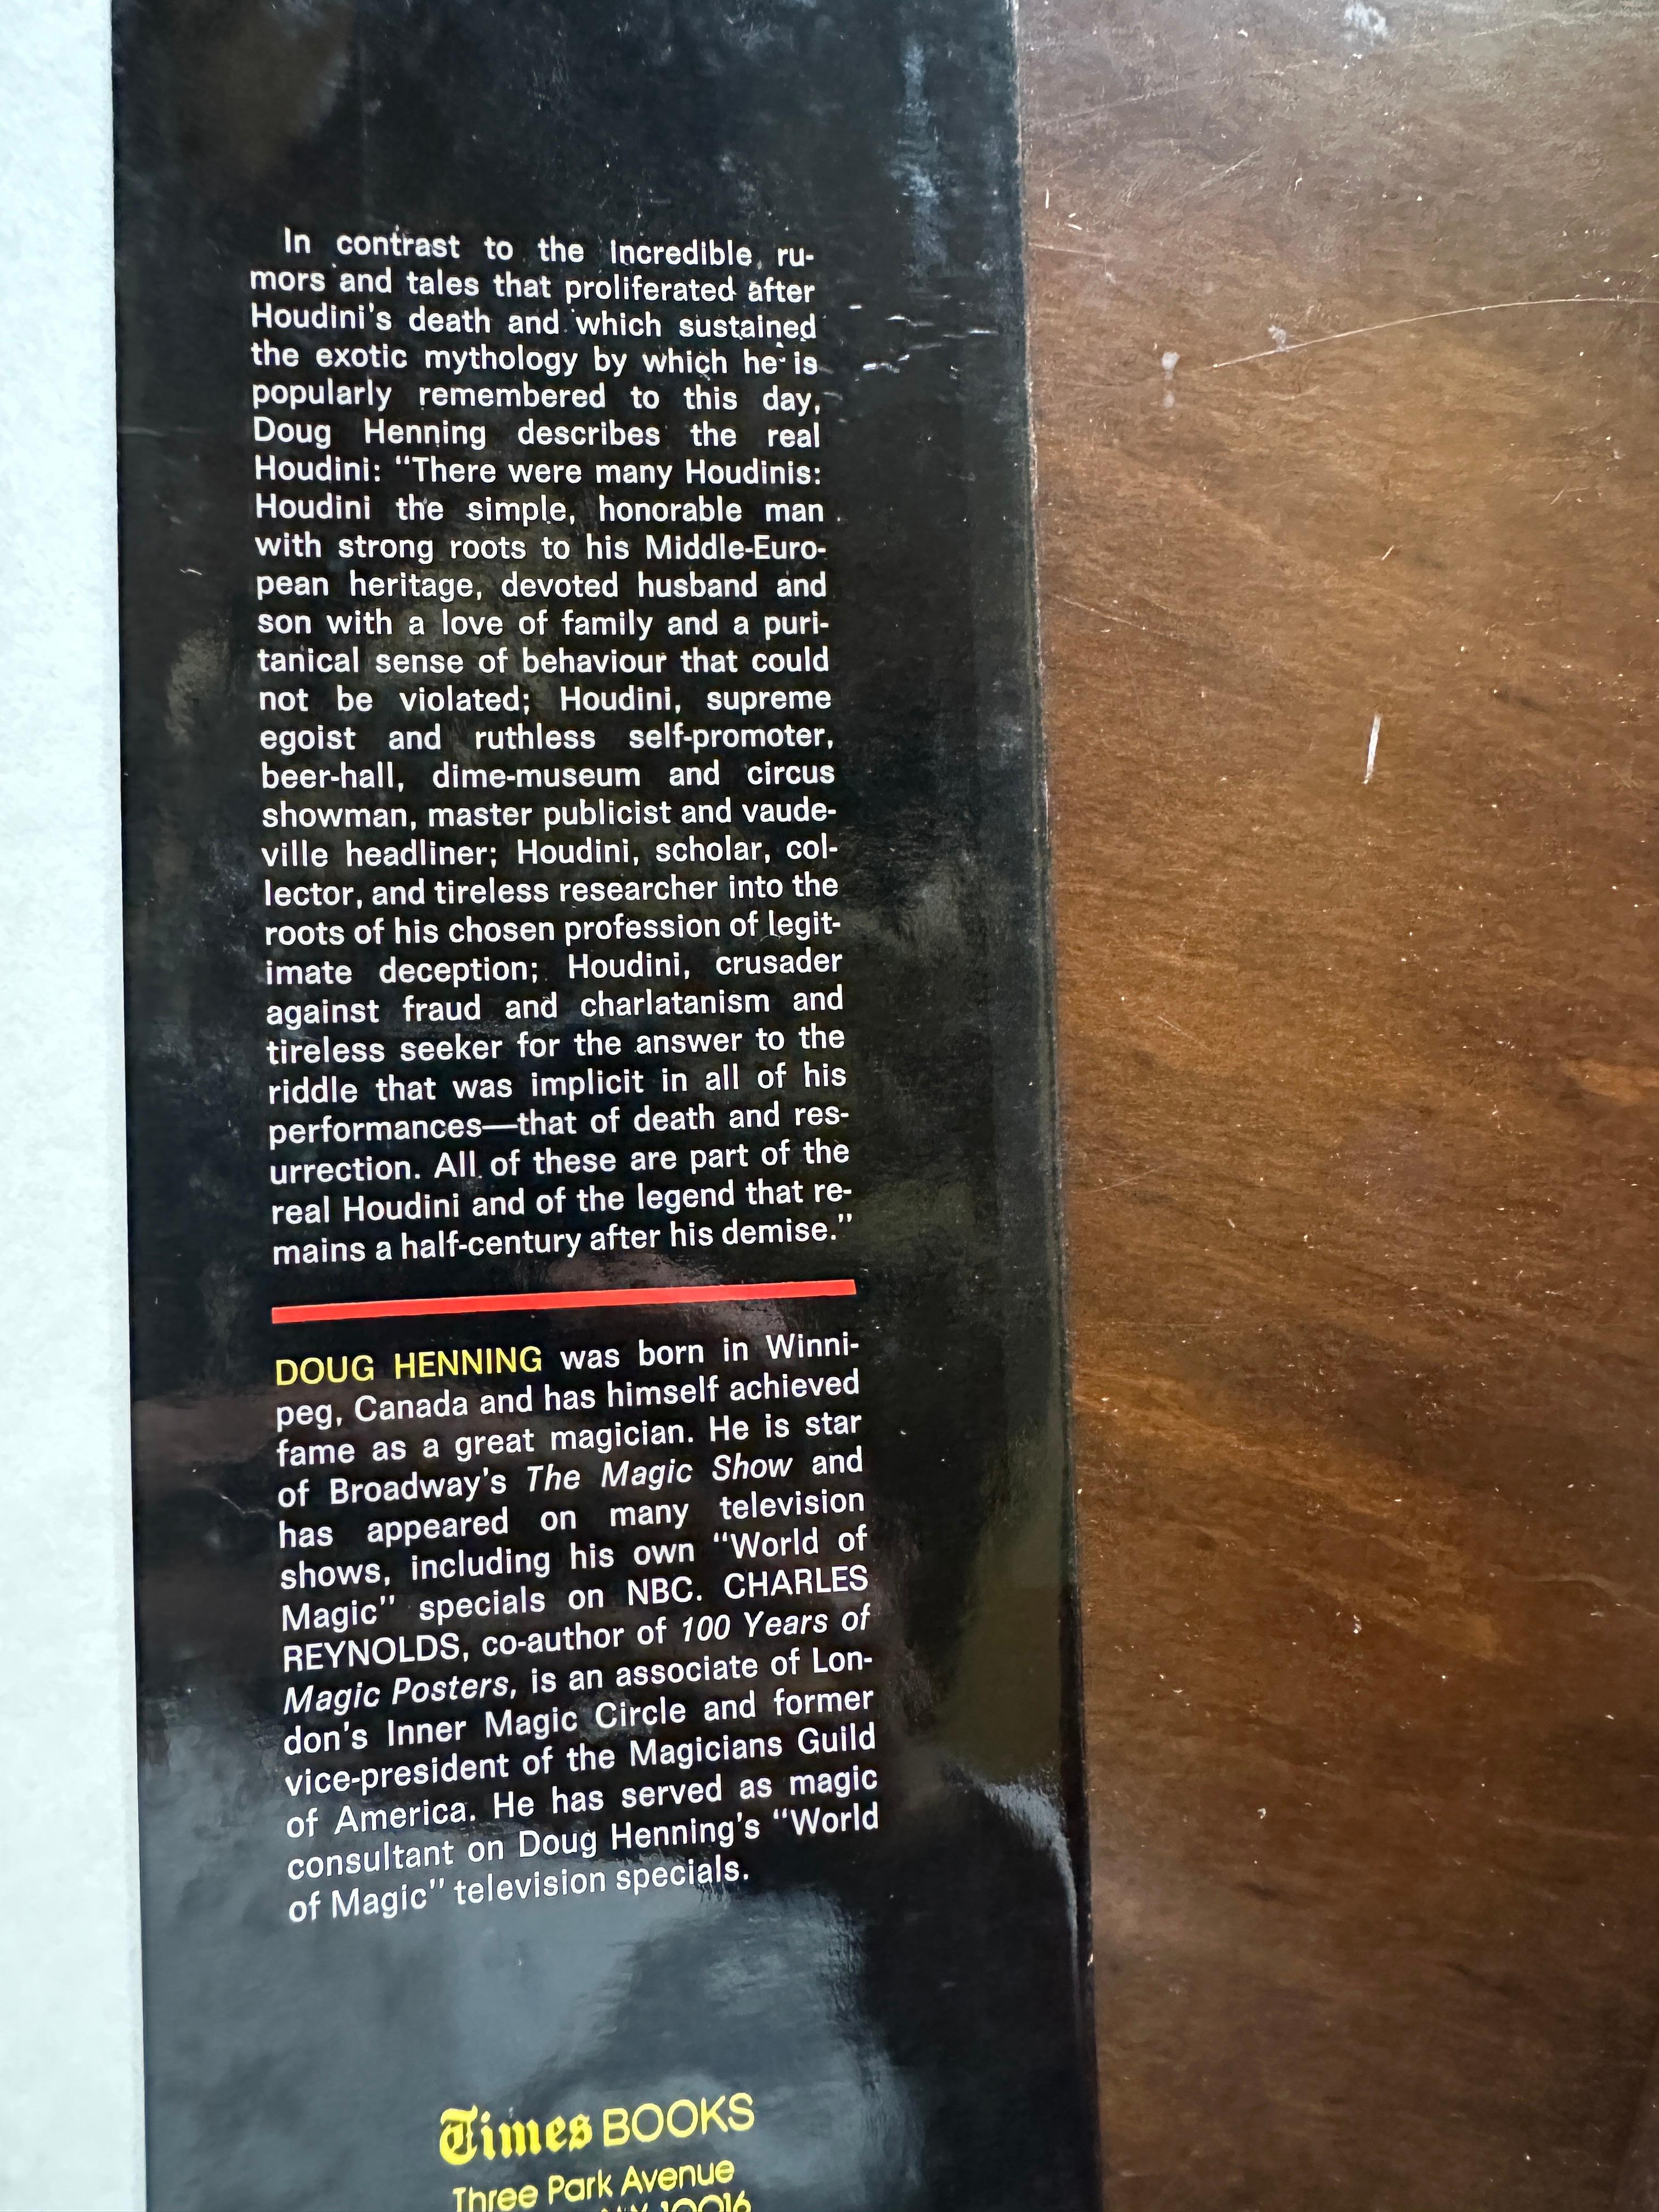 In contrast to the incredible ru-
mors and tales that proliferated after
Houdini's death and which sustained
the exotic mythology by which he is
popularly remembered to this day,
Doug Henning describes the real
Houdini: “There were many Houdinis:
Houdini the simple, honorable man
with strong roots to his Middle-Euro-
pean heritage, devoted husband and
son with a love of family and a puri-
tanical sense of behaviour that could
not be violated; Houdini, supreme
egoist and ruthless self-promoter,
beer-hall, dime-museum and circus
showman, master publicist and vaude-
ville headliner; Houdini, scholar, col-
lector, and tireless researcher into the
roots of his chosen profession of legit-
imate deception; Houdini, crusader
against fraud and charlatanism and
tireless seeker for the answer to the
riddle that was implicit in all of his
performances—that of death and res-
urrection. All of these are part of the
real Houdini and of the legend that re-
mains a half-century after his demise.”
DOUG HENNING was born in Winni-
peg, Canada and has himself achieved
fame as a great magician. He is star
of Broadway's The Magic Show and
has appeared on many television
shows, including his own “World of
Magic” specials on NBC. CHARLES
REYNOLDS, co-author of 100 Years of
Magic Posters, is an associate of Lon-
don's Inner Magic Circle and former
vice-president of the Magicians Guild
of America. He has served as magic
consultant on Doug Henning's “World
of Magic” television specials.
Times BOOKS
Three Park Avenue
10016